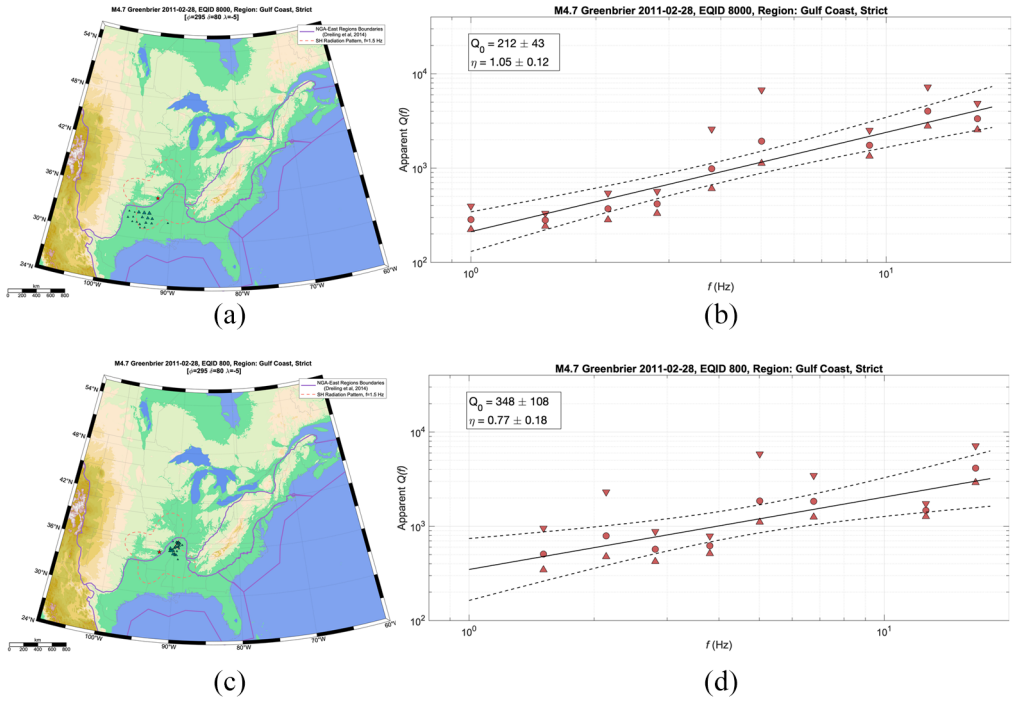 M4.7 Greenbrier 2011-02-28, EQID 8000, Region: Gulf Coast, Strict
[ϕ=295 δ=80 λ=-5]
NGA-East Regions Boundaries
(Dreiling et al, 2014)
SH Radiation Pattern, f=1.5 Hz
54°N
48°N
42°N
36°N
30°N
24°N
100°W
90°W
80°W
70°W
60°W
km
0 200 400 600 800
(a)
M4.7 Greenbrier 2011-02-28, EQID 8000, Region: Gulf Coast, Strict
Q0 = 212 ± 43
η = 1.05 ± 0.12
Apparent Q(f)
10^4
10^3
10^2
10^0
10^1
f (Hz)
(b)
M4.7 Greenbrier 2011-02-28, EQID 800, Region: Gulf Coast, Strict
[ϕ=295 δ=80 λ=-5]
NGA-East Regions Boundaries
(Dreiling et al, 2014)
SH Radiation Pattern, f=1.5 Hz
54°N
48°N
42°N
36°N
30°N
24°N
100°W
90°W
80°W
70°W
60°W
km
0 200 400 600 800
(c)
M4.7 Greenbrier 2011-02-28, EQID 800, Region: Gulf Coast, Strict
Q0 = 348 ± 108
η = 0.77 ± 0.18
Apparent Q(f)
10^4
10^3
10^2
10^0
10^1
f (Hz)
(d)